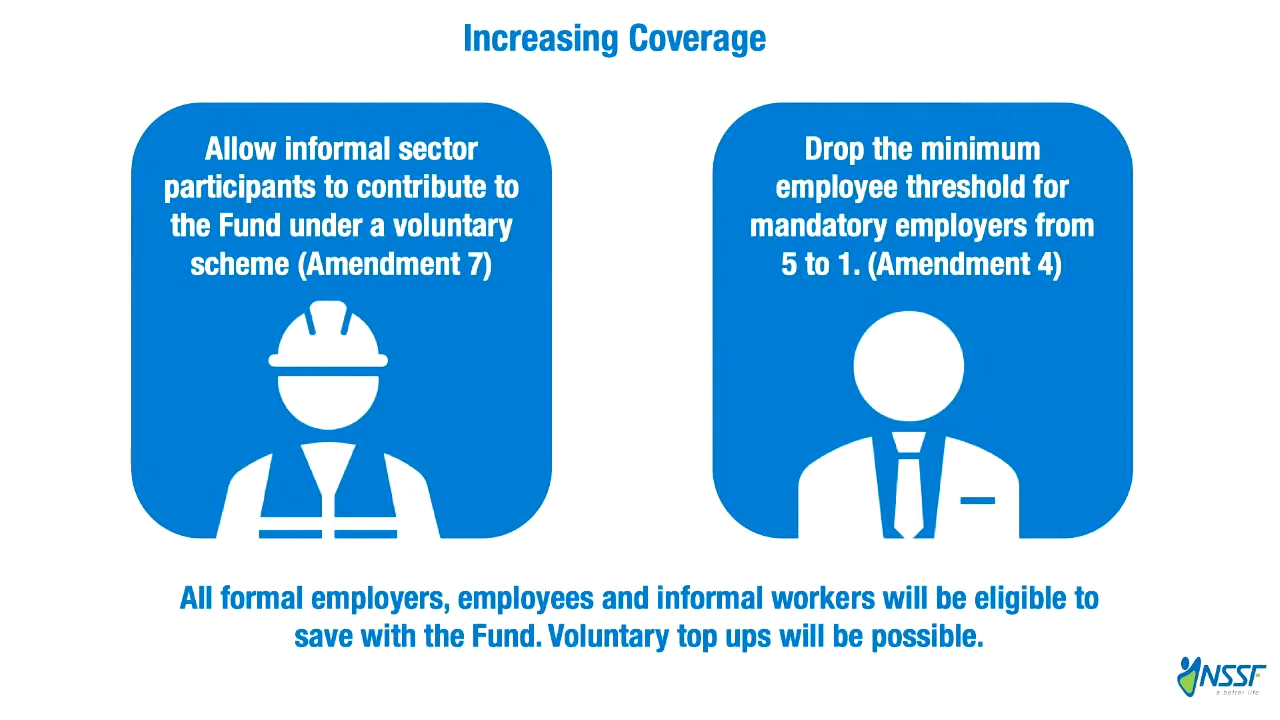 Increasing Coverage
Allow informal sector
participants to contribute to
the Fund under a voluntary
scheme (Amendment 7)
Drop the minimum
employee threshold for
mandatory employers from
5 to 1. (Amendment 4)
All formal employers, employees and informal workers will be eligible to
save with the Fund. Voluntary top ups will be possible.
NSSF
a better life